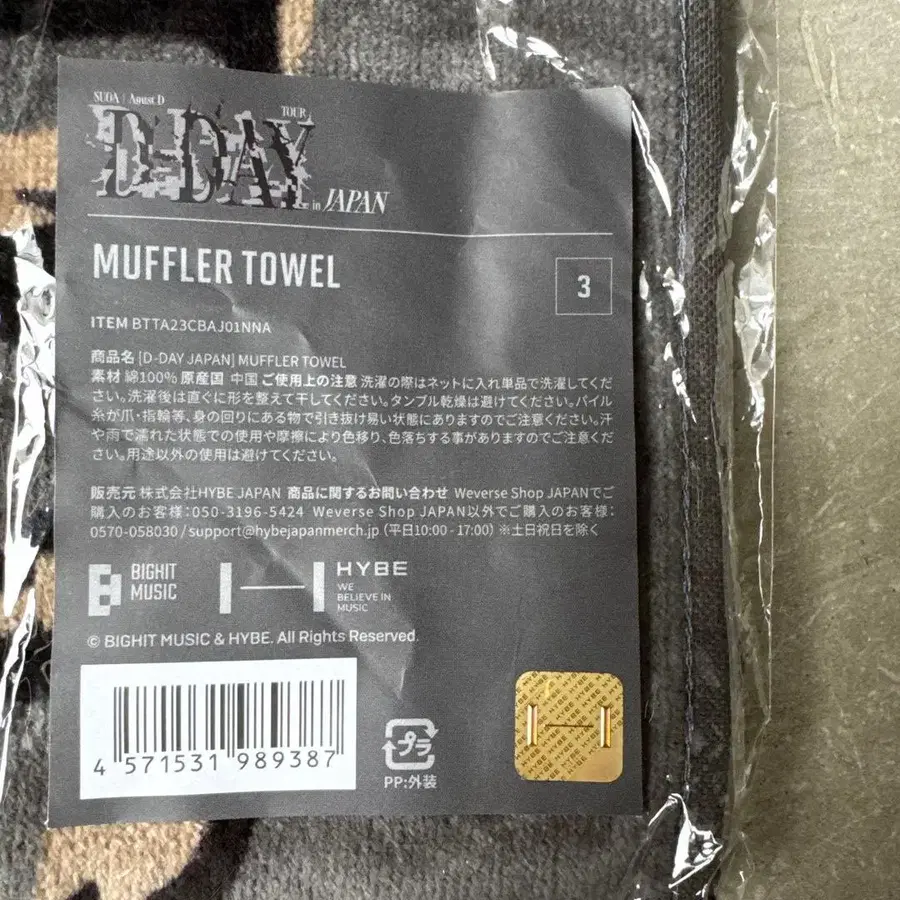 SUGA | Agust D
TOUR
D-DAY
in JAPAN
MUFFLER TOWEL
3
ITEM BTTA23CBAJ01NNA
商品名 [D-DAY JAPAN] MUFFLER TOWEL
素材 綿100% 原産国 中国 ご使用上の注意 洗濯の際はネットに入れ単品で洗濯してくだ
さい。洗濯後は直ぐに形を整えて干してください。タンブル乾燥は避けてください。パイル
糸が爪・指輪等、身の回りにある物で引き抜け易い状態にありますのでご注意ください。汗
や雨で濡れた状態での使用や摩擦により色移り、色落ちする事がありますのでご注意くだ
さい。用途以外の使用は避けてください。
販売元 株式会社HYBE JAPAN 商品に関するお問い合わせ Weverse Shop JAPANでご
購入のお客様：050-3196-5424 Weverse Shop JAPAN以外でご購入のお客様：
0570-058030 / support@hybejapanmerch.jp (平日10:00 - 17:00) ※土日祝日を除く
BIGHIT
MUSIC
HYBE
WE
BELIEVE IN
MUSIC
© BIGHIT MUSIC & HYBE. All Rights Reserved.
4 571531 989387
プラ
PP:外装
HYBE HYBE HYBE